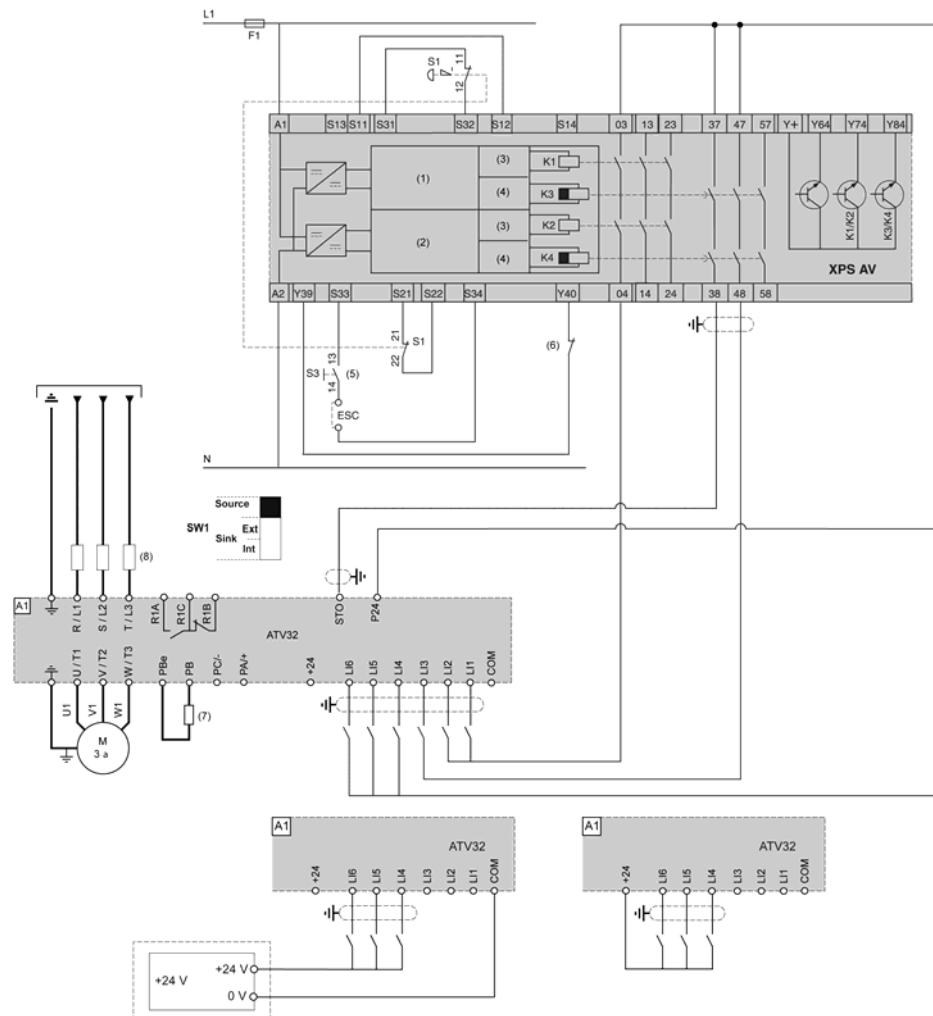 L1
F1
S1
11
12
A1 S13 S11 S31 S32 S12 S14 03 13 23 37 47 57 Y+ Y64 Y74 Y84
(1) (3) K1
(4) K3
(2) (3) K2
(4) K4
K1/K2
K3/K4
XPS AV
A2 Y39 S33 S21 S22 S34 Y40 04 14 24 38 48 58
21
22
S1
13
14
S3 (5)
(6)
ESC
N
Source
SW1
Ext
Sink
Int
(8)
A1
R / L1 S / L2 T / L3 R1A R1C R1B STO P24
ATV32
U / T1 V / T2 W / T3 PBe PB PC/- PA/+ +24 LI6 LI5 LI4 LI3 LI2 LI1 COM
U1 V1 W1
(7)
M
3 a
A1
ATV32
+24 LI6 LI5 LI4 LI3 LI2 LI1 COM
A1
ATV32
+24 LI6 LI5 LI4 LI3 LI2 LI1 COM
+24 V
+24 V
0 V